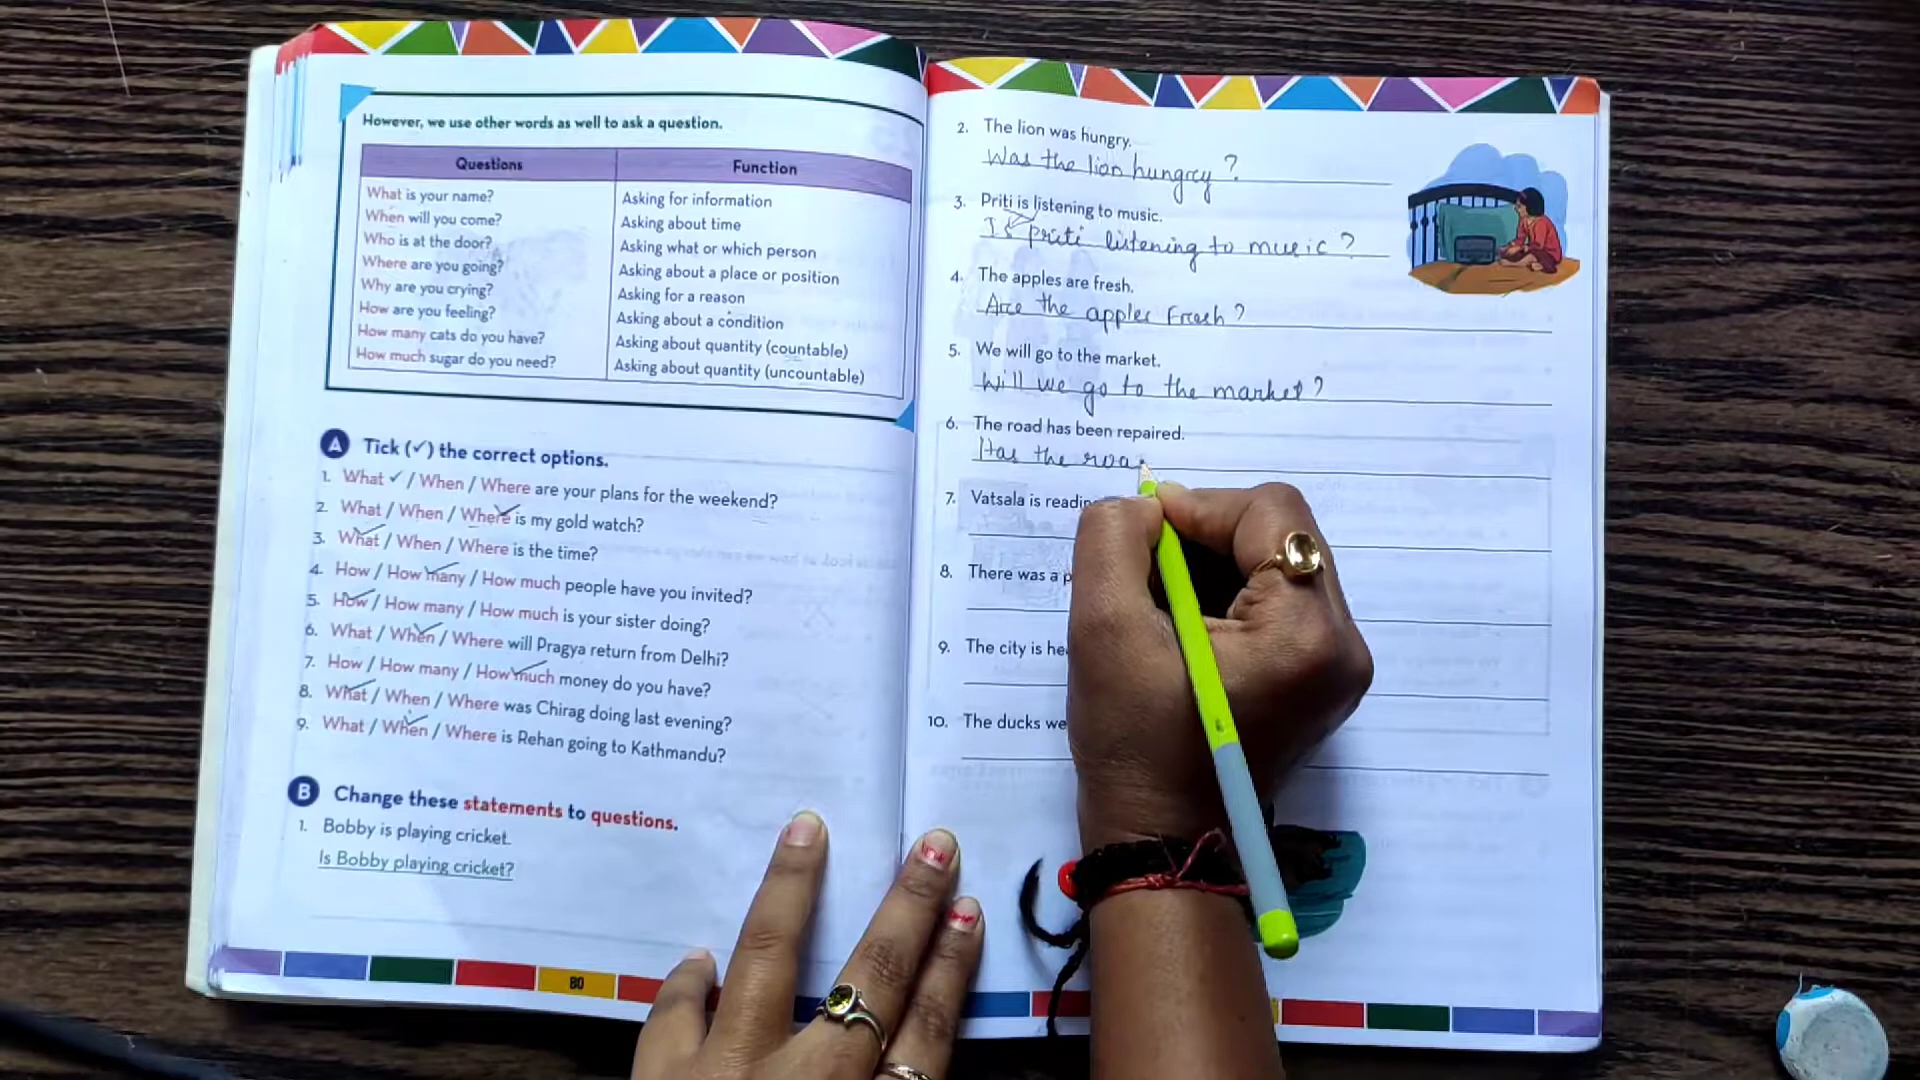 However, we use other words as well to ask a question.
Questions Function
What is your name? Asking for information
When will you come? Asking about time
Who is at the door? Asking what or which person
Where are you going? Asking about a place or position
Why are you crying? Asking for a reason
How are you feeling? Asking about a condition
How many cats do you have? Asking about quantity (countable)
How much sugar do you need? Asking about quantity (uncountable)
A Tick (✓) the correct options.
1. What ✓ / When / Where are your plans for the weekend?
2. What / When / Where is my gold watch?
3. What / When / Where is the time?
4. How / How many / How much people have you invited?
5. How / How many / How much is your sister doing?
6. What / When / Where will Pragya return from Delhi?
7. How / How many / How much money do you have?
8. What / When / Where was Chirag doing last evening?
9. What / When / Where is Rehan going to Kathmandu?
B Change these statements to questions.
1. Bobby is playing cricket.
Is Bobby playing cricket?
80
2. The lion was hungry.
Was the lion hungry?
3. Priti is listening to music.
Is priti listening to music?
4. The apples are fresh.
Are the apples Fresh?
5. We will go to the market.
Will we go to the market?
6. The road has been repaired.
Has the roa
7. Vatsala is readin
8. There was a p
9. The city is he
10. The ducks we